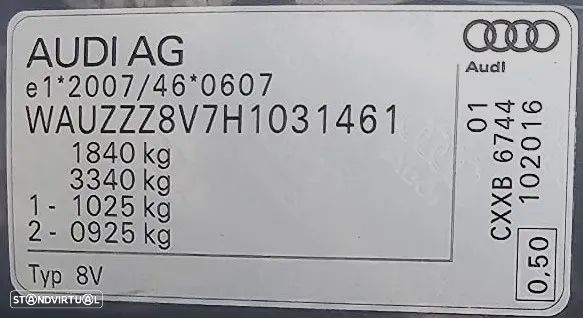 AUDI AG
e1*2007/46*0607
WAUZZZ8V7H1031461
1840 kg
3340 kg
1 - 1025 kg
2 - 0925 kg
Typ 8V
Audi
01
CXXB 6744
102016
0,50
STANDVIRTUAL